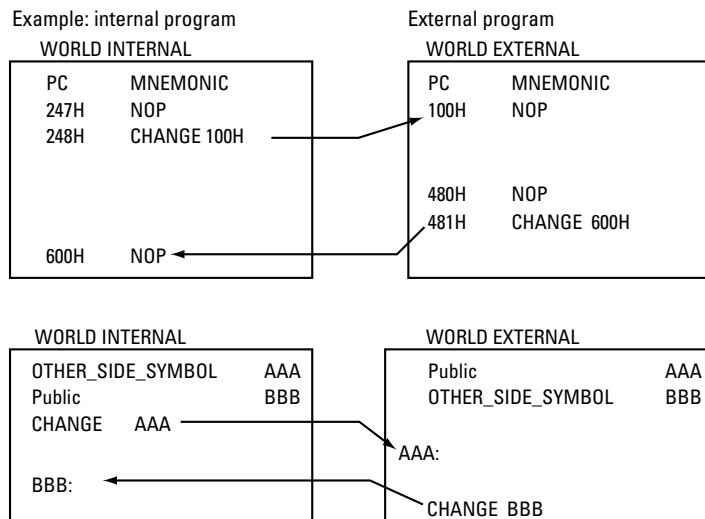 Example: internal program
External program
WORLD INTERNAL
WORLD EXTERNAL
PC MNEMONIC
247H NOP
248H CHANGE 100H
600H NOP
PC MNEMONIC
100H NOP
480H NOP
481H CHANGE 600H
WORLD INTERNAL
WORLD EXTERNAL
OTHER_SIDE_SYMBOL AAA
Public BBB
CHANGE AAA
BBB:
Public AAA
OTHER_SIDE_SYMBOL BBB
AAA:
CHANGE BBB